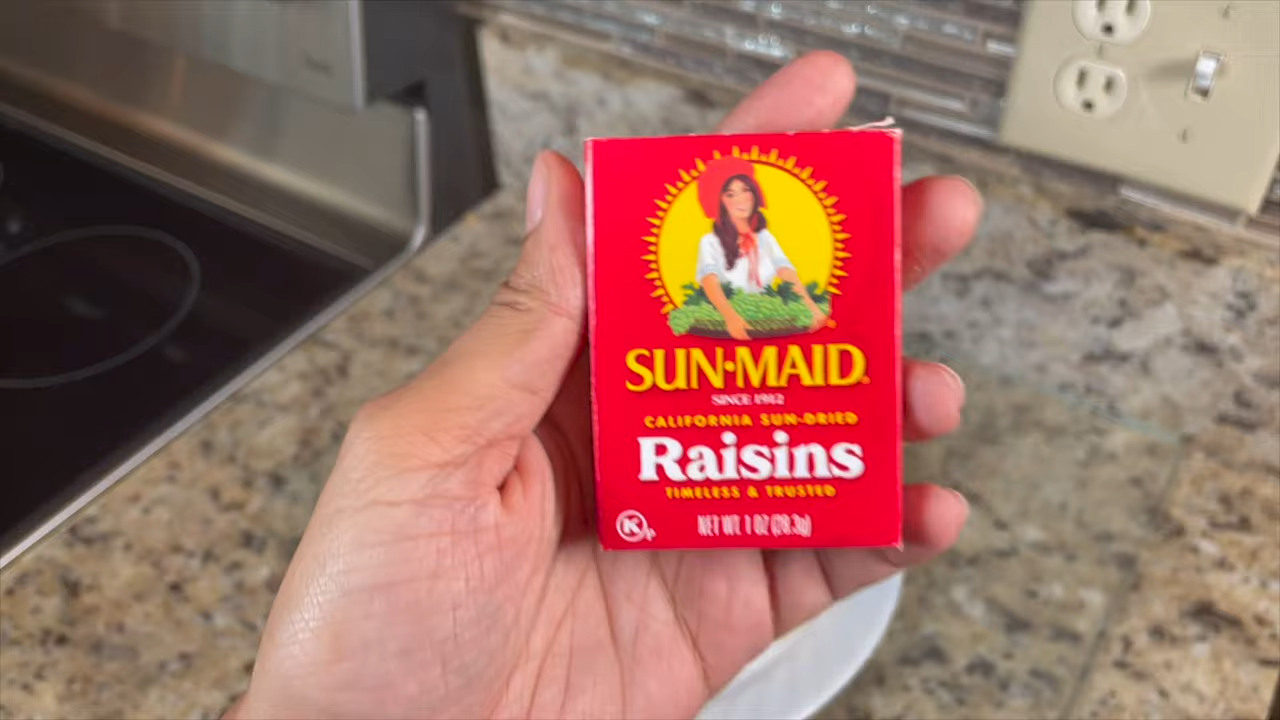 SUN-MAID®
SINCE 1912
CALIFORNIA SUN-DRIED
Raisins
TIMELESS & TRUSTED
K P NET WT. 1 OZ (28.3g)